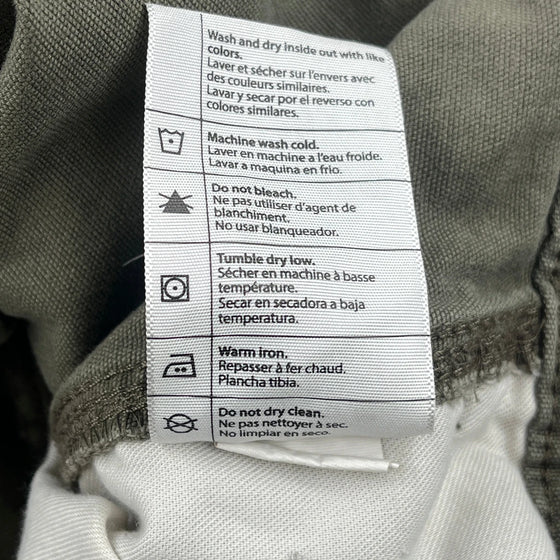 Wash and dry inside out with like
colors.
Laver et sécher sur l'envers avec
des couleurs similaires.
Lavar y secar por el reverso con
colores similares.
Machine wash cold.
Laver en machine a l'eau froide.
Lavar a maquina en frio.
Do not bleach.
Ne pas utiliser d'agent de
blanchiment.
No usar blanqueador.
Tumble dry low.
Sécher en machine à basse
température.
Secar en secadora a baja
temperatura.
Warm iron.
Repasser à fer chaud.
Plancha tibia.
Do not dry clean.
Ne pas nettoyer à sec.
No limpiar en seco.